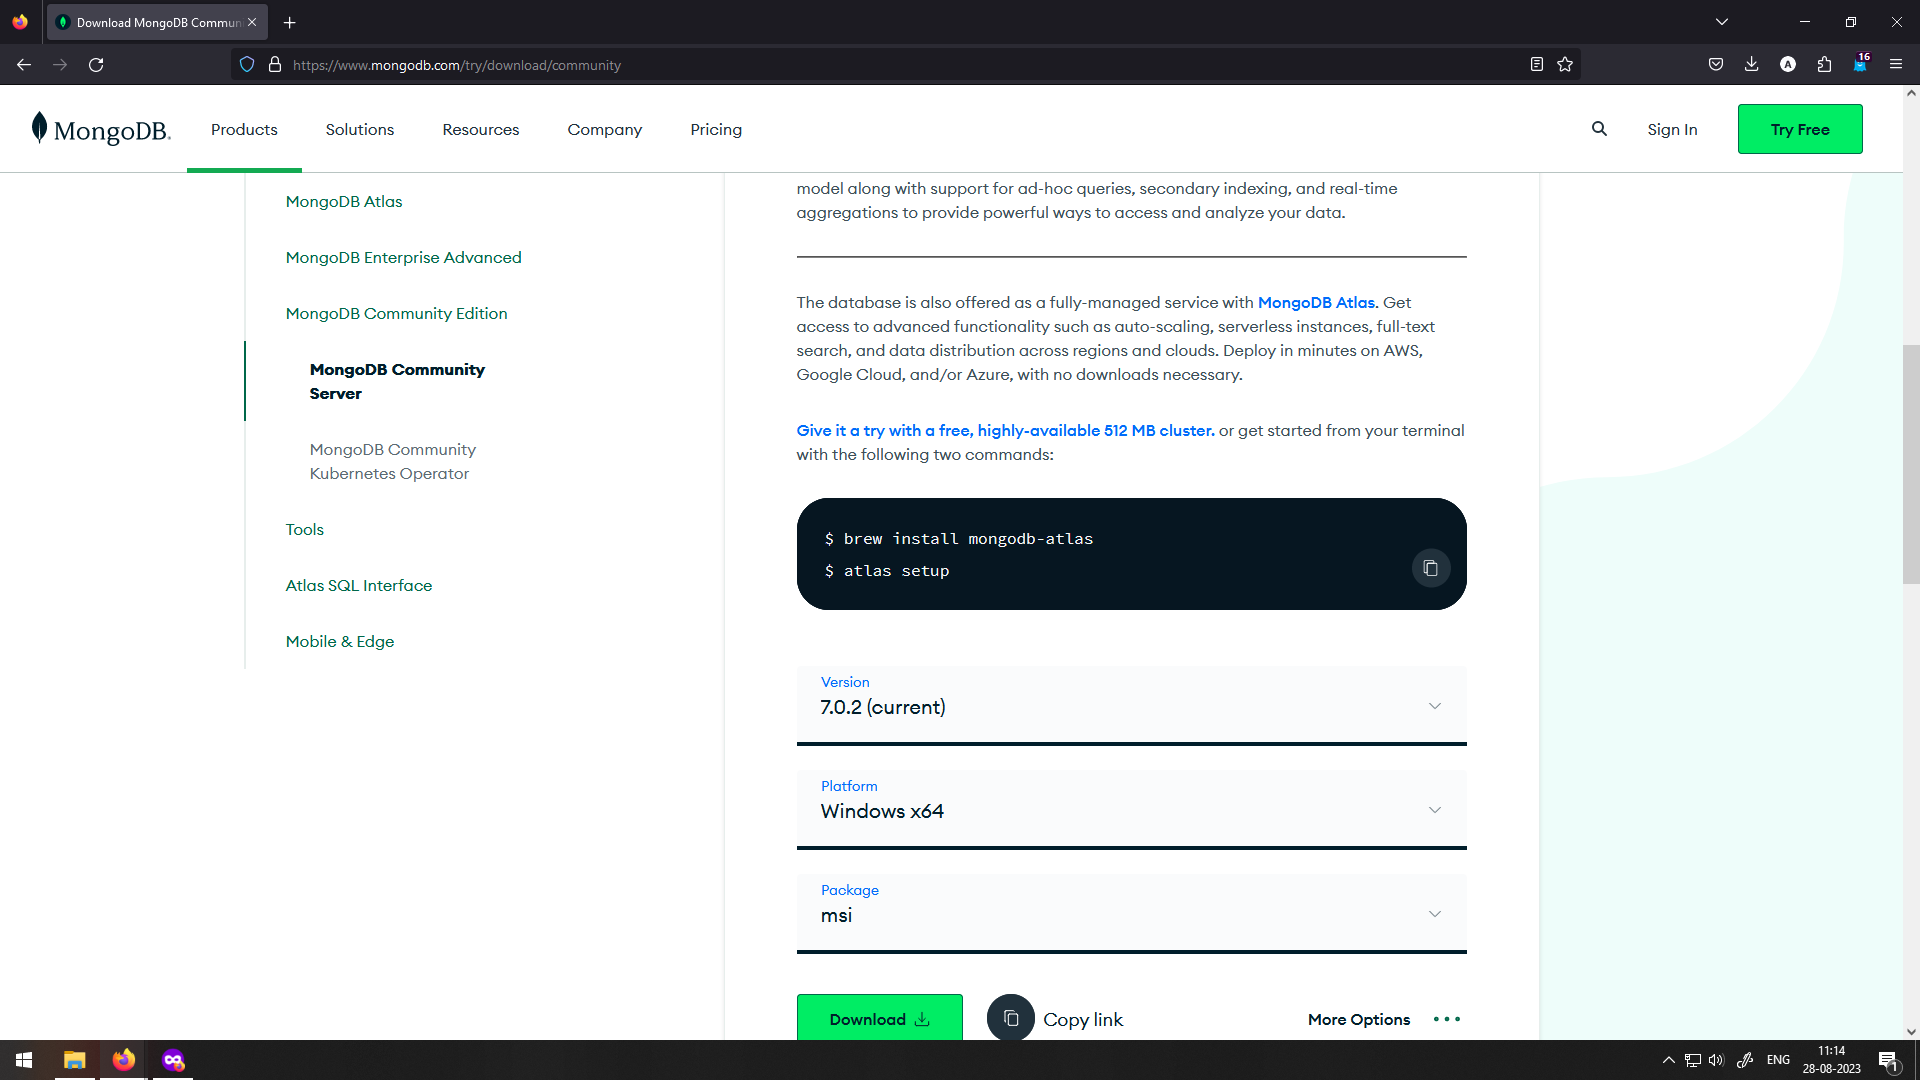 Download MongoDB Commun
https://www.mongodb.com/try/download/community
16
MongoDB.
Products
Solutions
Resources
Company
Pricing
Sign In
Try Free
MongoDB Atlas
MongoDB Enterprise Advanced
MongoDB Community Edition
MongoDB Community
Server
MongoDB Community
Kubernetes Operator
Tools
Atlas SQL Interface
Mobile & Edge
model along with support for ad-hoc queries, secondary indexing, and real-time
aggregations to provide powerful ways to access and analyze your data.
The database is also offered as a fully-managed service with MongoDB Atlas. Get
access to advanced functionality such as auto-scaling, serverless instances, full-text
search, and data distribution across regions and clouds. Deploy in minutes on AWS,
Google Cloud, and/or Azure, with no downloads necessary.
Give it a try with a free, highly-available 512 MB cluster. or get started from your terminal
with the following two commands:
$ brew install mongodb-atlas
$ atlas setup
Version
7.0.2 (current)
Platform
Windows x64
Package
msi
Download
Copy link
More Options
ENG
11:14
28-08-2023
1